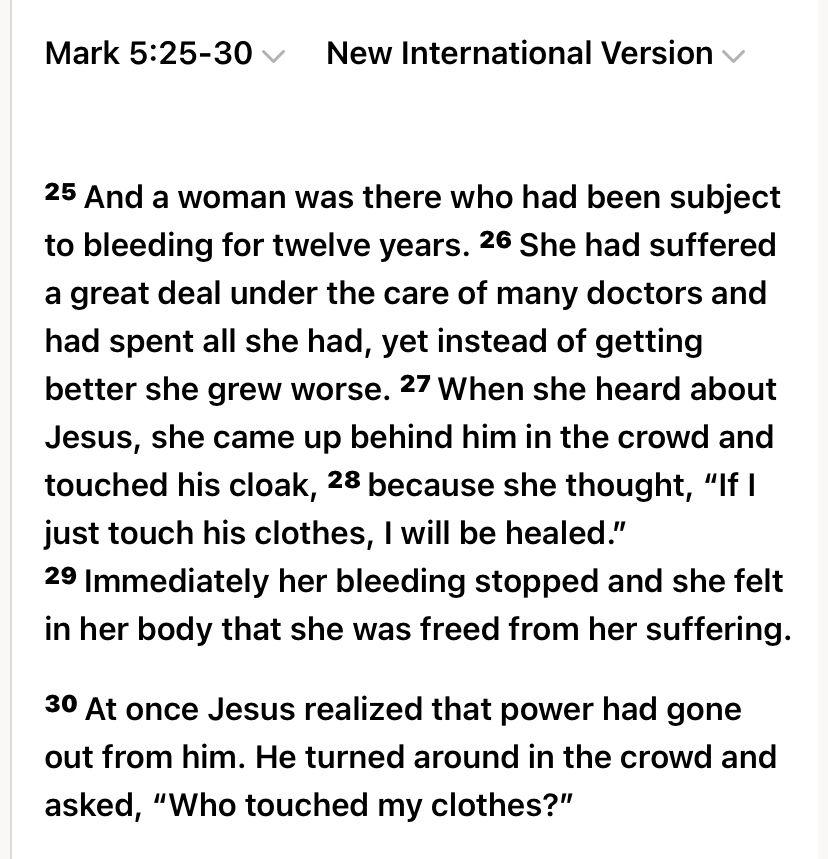 Mark 5:25-30 New International Version
25 And a woman was there who had been subject
to bleeding for twelve years. 26 She had suffered
a great deal under the care of many doctors and
had spent all she had, yet instead of getting
better she grew worse. 27 When she heard about
Jesus, she came up behind him in the crowd and
touched his cloak, 28 because she thought, “If I
just touch his clothes, I will be healed.”
29 Immediately her bleeding stopped and she felt
in her body that she was freed from her suffering.
30 At once Jesus realized that power had gone
out from him. He turned around in the crowd and
asked, “Who touched my clothes?”